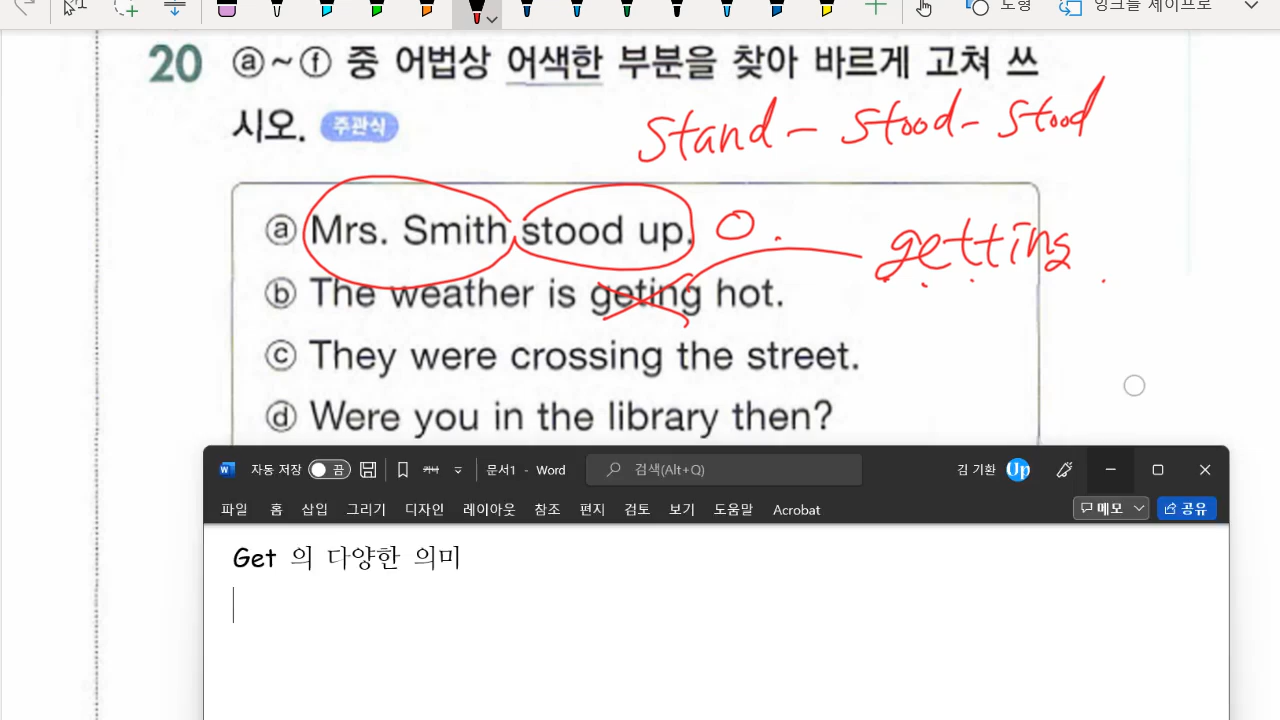 도형
잉크를 셰이프로
20 ⓐ~ⓕ 중 어법상 어색한 부분을 찾아 바르게 고쳐 쓰
시오. 주관식
stand - stood - stood
ⓐ Mrs. Smith stood up. O.
getting
ⓑ The weather is geting hot.
ⓒ They were crossing the street.
ⓓ Were you in the library then?
자동 저장 끔 문서1 - Word 검색(Alt+Q) 김 기환 Up
파일 홈 삽입 그리기 디자인 레이아웃 참조 편지 검토 보기 도움말 Acrobat 메모 공유
Get 의 다양한 의미